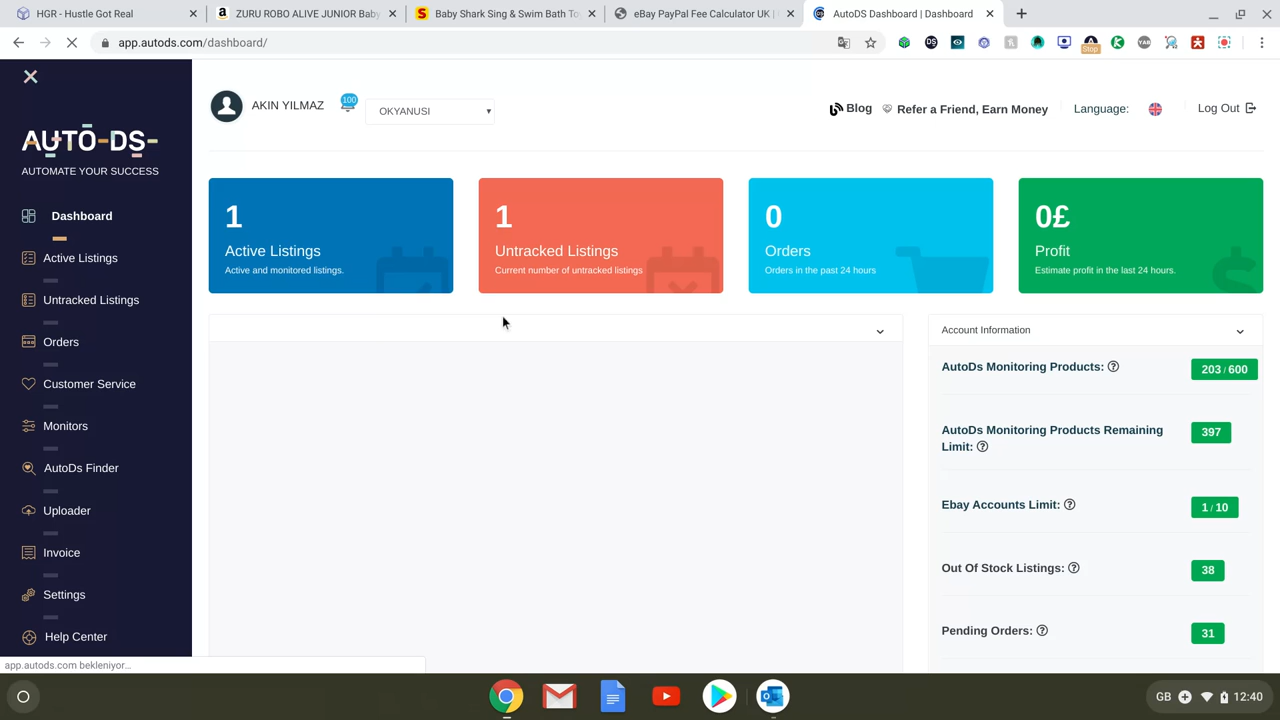 HGR - Hustle Got Real
ZURU ROBO ALIVE JUNIOR Baby
Baby Shark Sing & Swim Bath To
eBay PayPal Fee Calculator UK |
AutoDS Dashboard | Dashboard
app.autods.com/dashboard/
DS
YAB
Stop
AUTO-DS-
AUTOMATE YOUR SUCCESS
Dashboard
Active Listings
Untracked Listings
Orders
Customer Service
Monitors
AutoDs Finder
Uploader
Invoice
Settings
Help Center
AKIN YILMAZ
100
OKYANUSI
Blog
Refer a Friend, Earn Money
Language:
Log Out
1
Active Listings
Active and monitored listings.
1
Untracked Listings
Current number of untracked listings
0
Orders
Orders in the past 24 hours
0£
Profit
Estimate profit in the last 24 hours.
Account Information
AutoDs Monitoring Products:
203 / 600
AutoDs Monitoring Products Remaining
Limit:
397
Ebay Accounts Limit:
1 / 10
Out Of Stock Listings:
38
Pending Orders:
31
app.autods.com bekleniyor...
GB
12:40